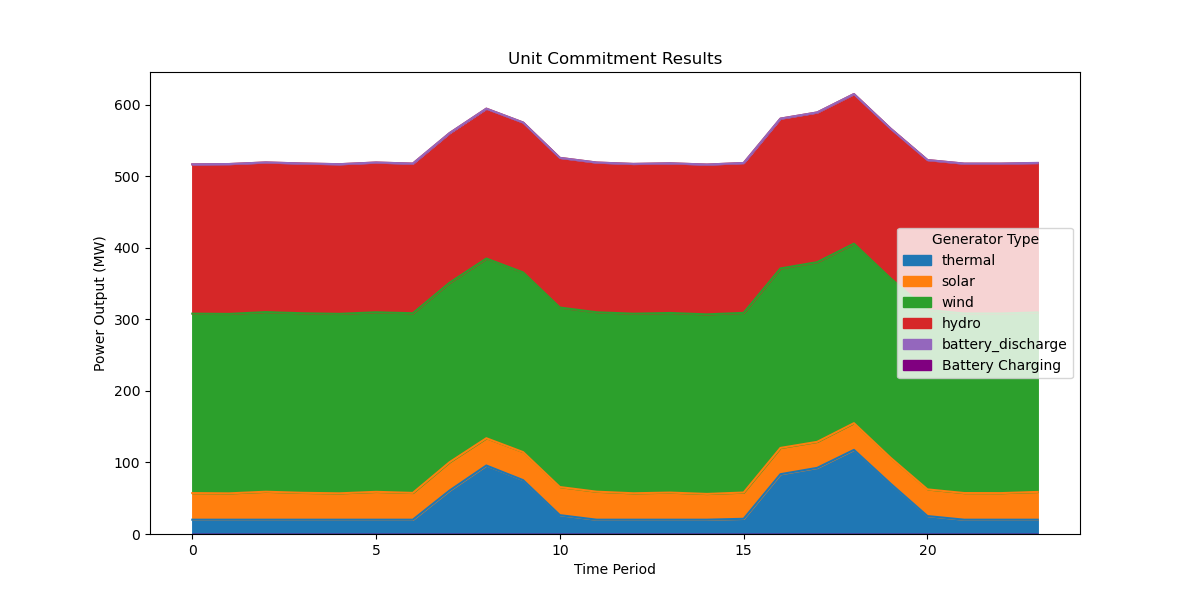 Unit Commitment Results
Power Output (MW)
600
500
400
300
200
100
0
Generator Type
thermal
solar
wind
hydro
battery_discharge
Battery Charging
0 5 10 15 20
Time Period